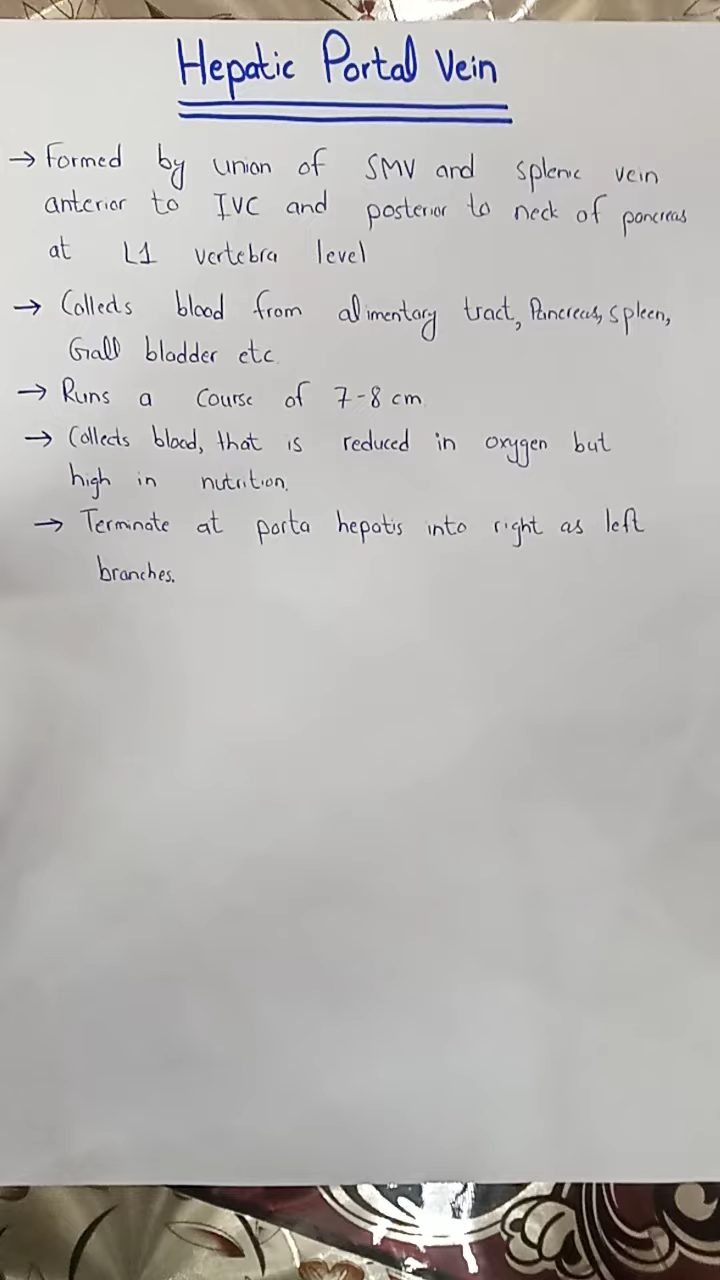 Hepatic Portal Vein
→ Formed by union of SMV and splenic vein
anterior to IVC and posterior to neck of pancreas
at L1 vertebra level
→ Collects blood from alimentary tract, Pancreas, Spleen,
Gall bladder etc.
→ Runs a course of 7-8 cm
→ Collects blood, that is reduced in oxygen but
high in nutrition.
→ Terminate at porta hepatis into right as left
branches.